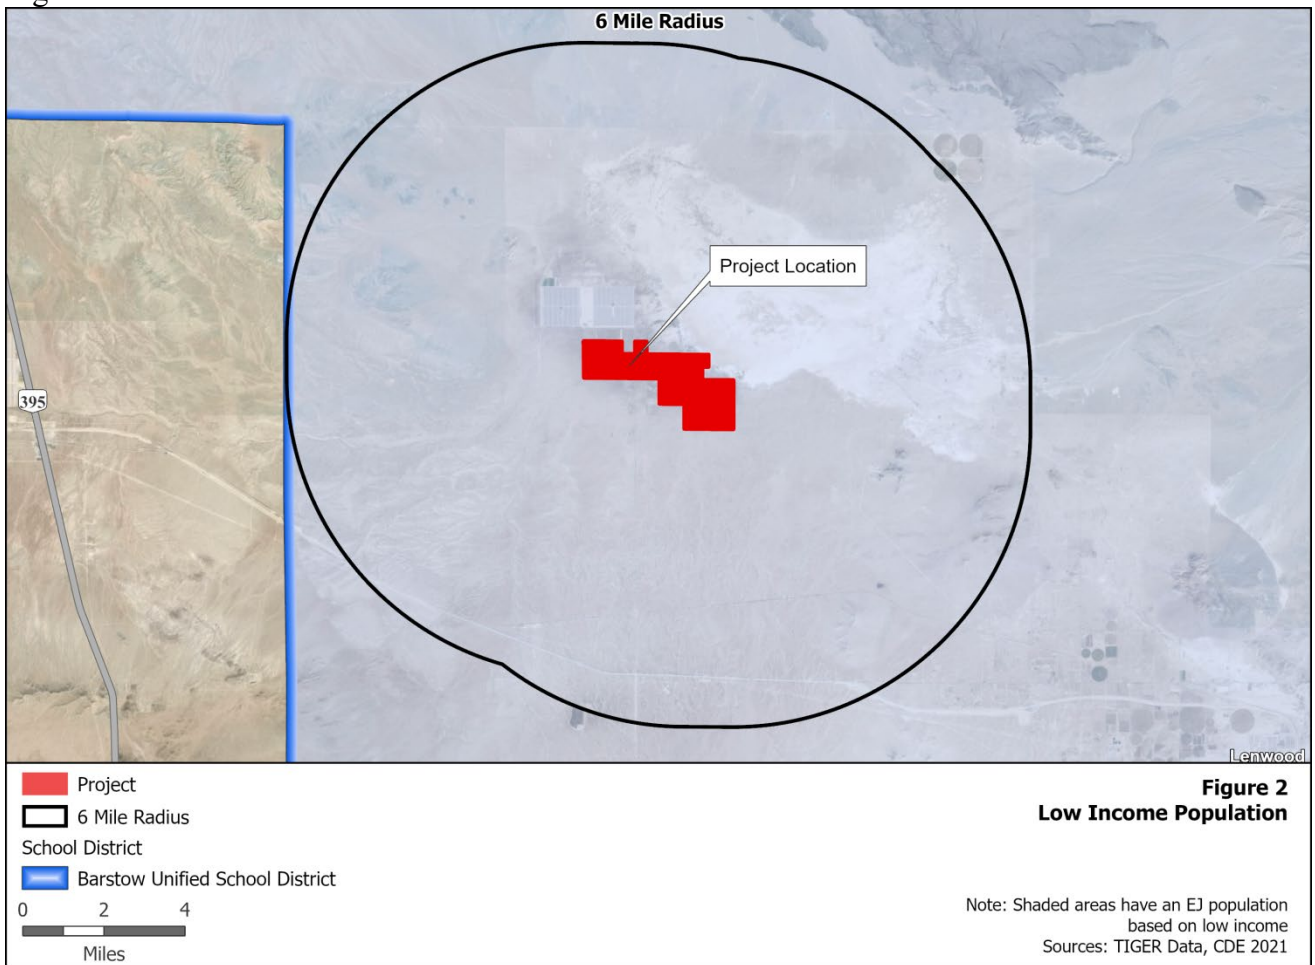 6 Mile Radius
Project Location
395
Lenwood
Project
6 Mile Radius
School District
Barstow Unified School District
0 2 4
Miles
Figure 2
Low Income Population
Note: Shaded areas have an EJ population
based on low income
Sources: TIGER Data, CDE 2021